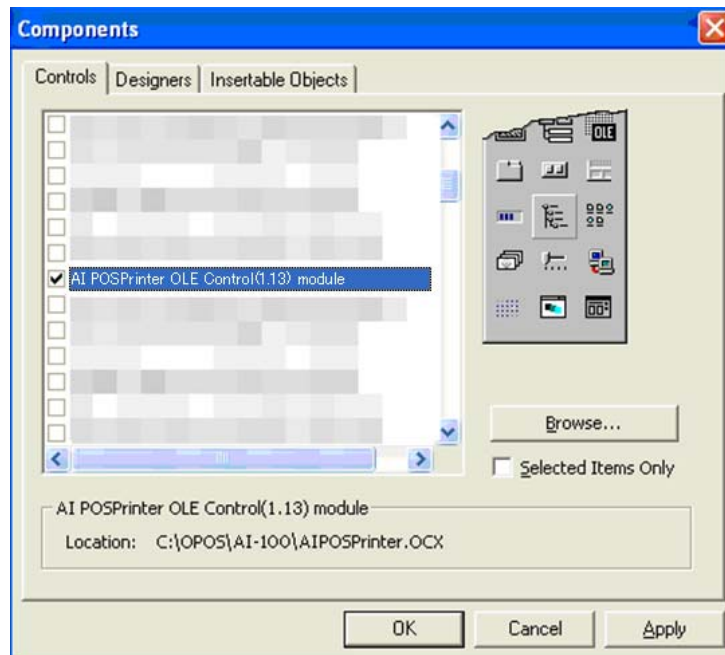 Components
Controls
Designers
Insertable Objects
OLE
AI POSPrinter OLE Control(1.13) module
Browse...
Selected Items Only
AI POSPrinter OLE Control(1.13) module
Location: C:\OPOS\AI-100\AIPOSPrinter.OCX
OK
Cancel
Apply